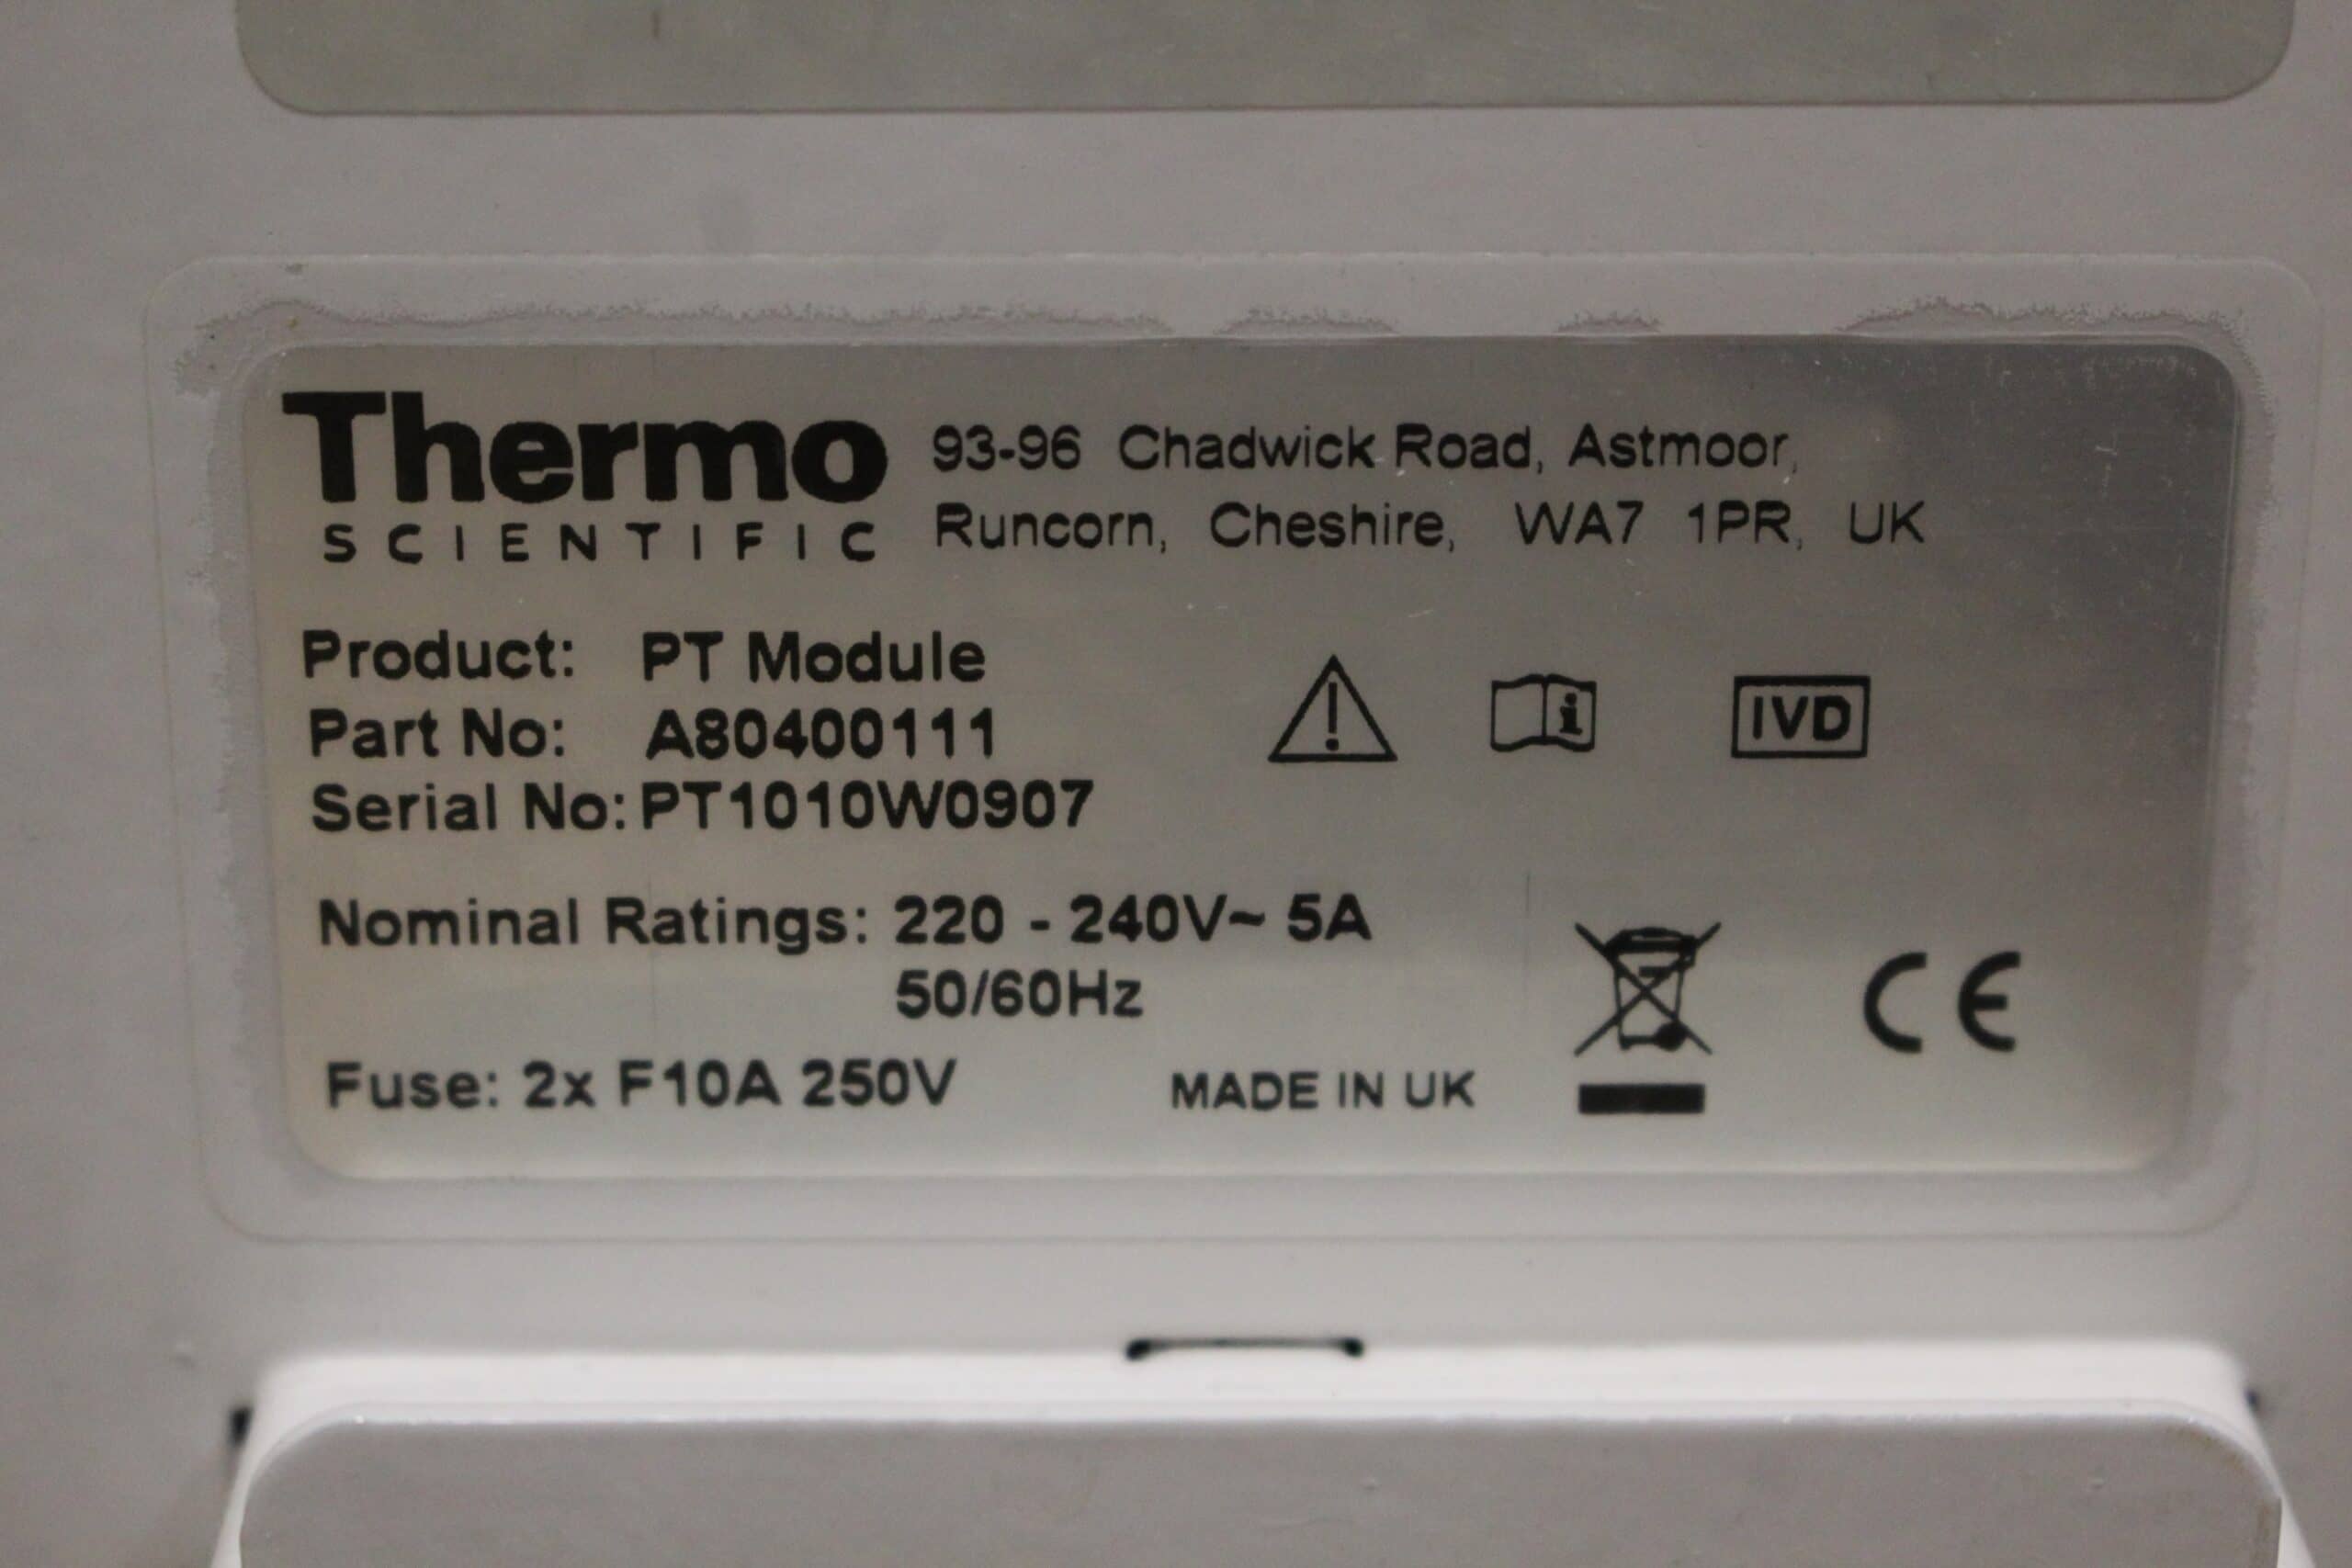 Thermo
SCIENTIFIC
93-96 Chadwick Road, Astmoor,
Runcorn, Cheshire, WA7 1PR, UK
Product: PT Module
Part No: A80400111
Serial No: PT1010W0907
IVD
Nominal Ratings: 220 - 240V~ 5A
50/60Hz
CE
Fuse: 2x F10A 250V
MADE IN UK